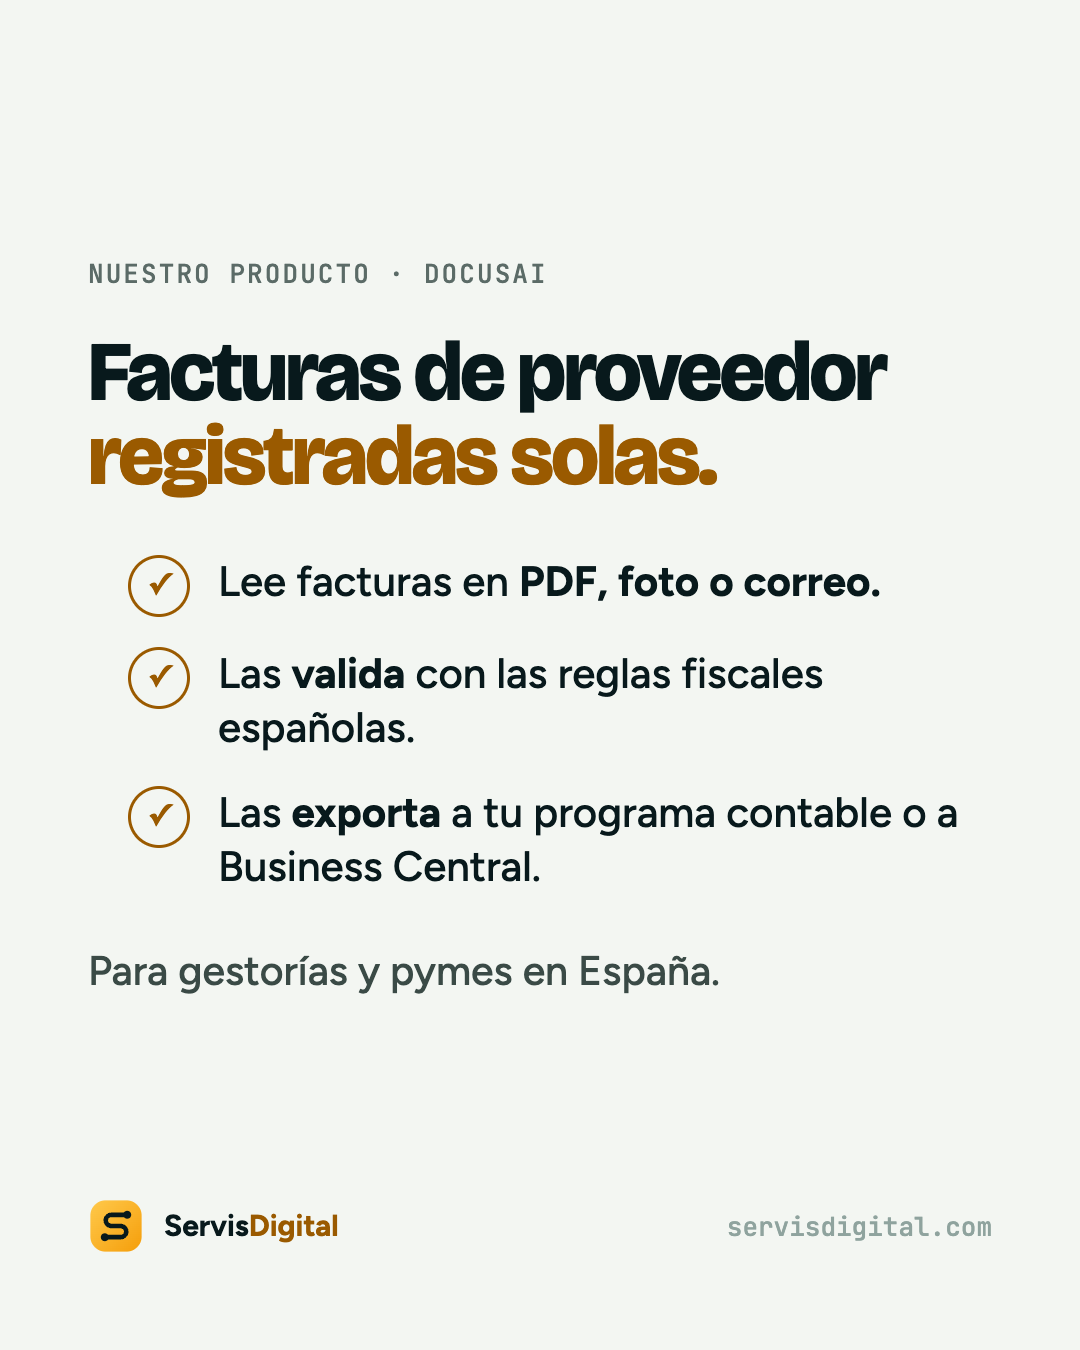 NUESTRO PRODUCTO · DOCUSAI
Facturas de proveedor
registradas solas.
✓ Lee facturas en PDF, foto o correo.
✓ Las valida con las reglas fiscales
españolas.
✓ Las exporta a tu programa contable o a
Business Central.
Para gestorías y pymes en España.
S ServisDigital
servisdigital.com